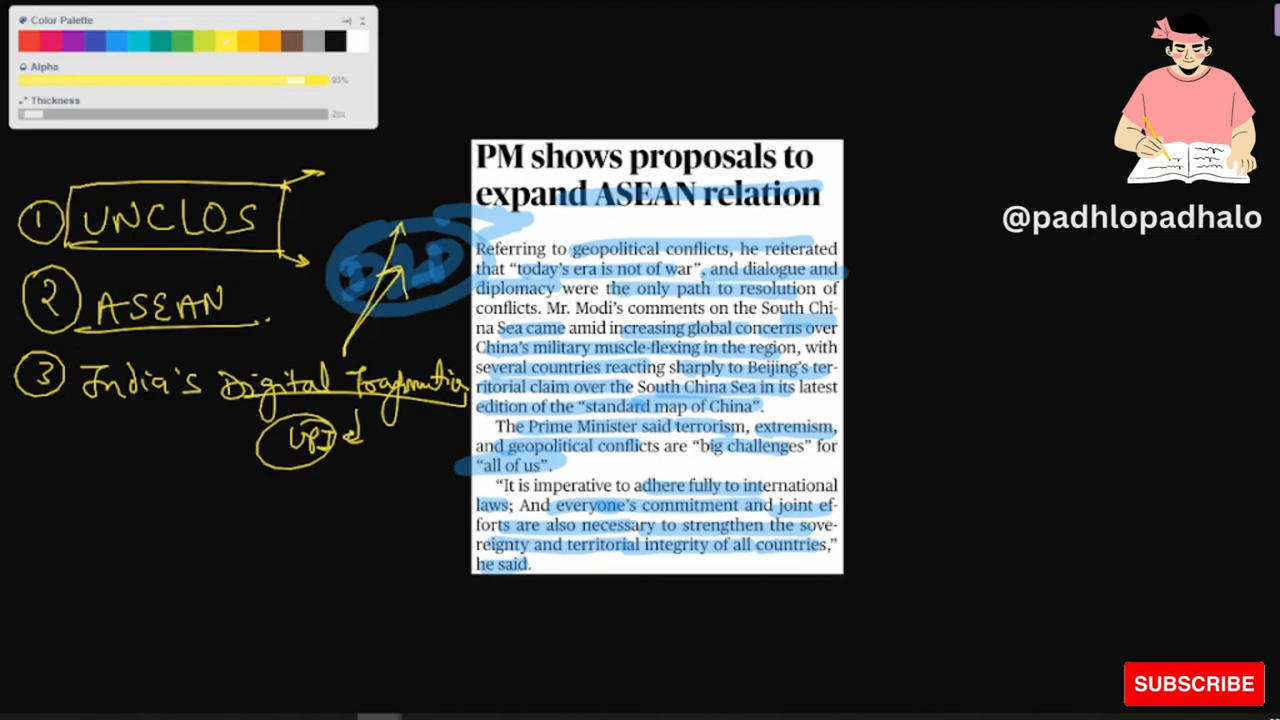 Color Palette
Alpha
93%
Thickness
2px
@padhlopadhalo
① UNCLOS
② ASEAN
③ India's Digital
UPI
PM shows proposals to
expand ASEAN relation
Referring to geopolitical conflicts, he reiterated
that “today’s era is not of war”, and dialogue and
diplomacy were the only path to resolution of
conflicts. Mr. Modi’s comments on the South Chi-
na Sea came amid increasing global concerns over
China’s military muscle-flexing in the region, with
several countries reacting sharply to Beijing’s ter-
ritorial claim over the South China Sea in its latest
edition of the “standard map of China”.
The Prime Minister said terrorism, extremism,
and geopolitical conflicts are “big challenges” for
“all of us”.
“It is imperative to adhere fully to international
laws; And everyone’s commitment and joint ef-
forts are also necessary to strengthen the sove-
reignty and territorial integrity of all countries,”
he said.
SUBSCRIBE